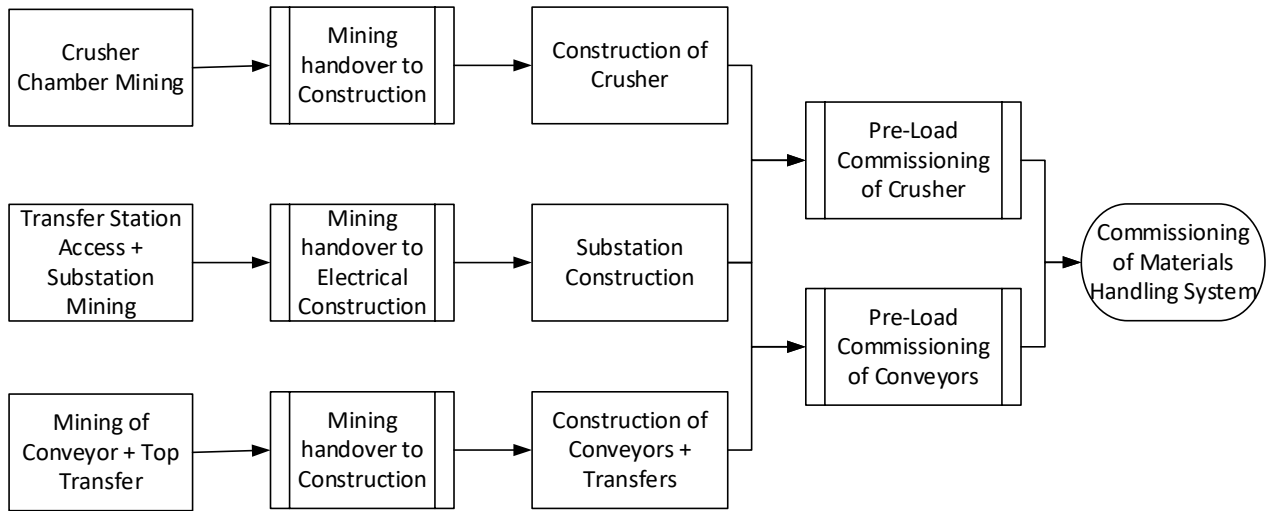 Crusher
Chamber Mining
Mining
handover to
Construction
Construction of
Crusher
Pre-Load
Commissioning
of Crusher
Transfer Station
Access +
Substation
Mining
Mining
handover to
Electrical
Construction
Substation
Construction
Commissioning
of Materials
Handling System
Pre-Load
Commissioning
of Conveyors
Mining of
Conveyor + Top
Transfer
Mining
handover to
Construction
Construction of
Conveyors +
Transfers